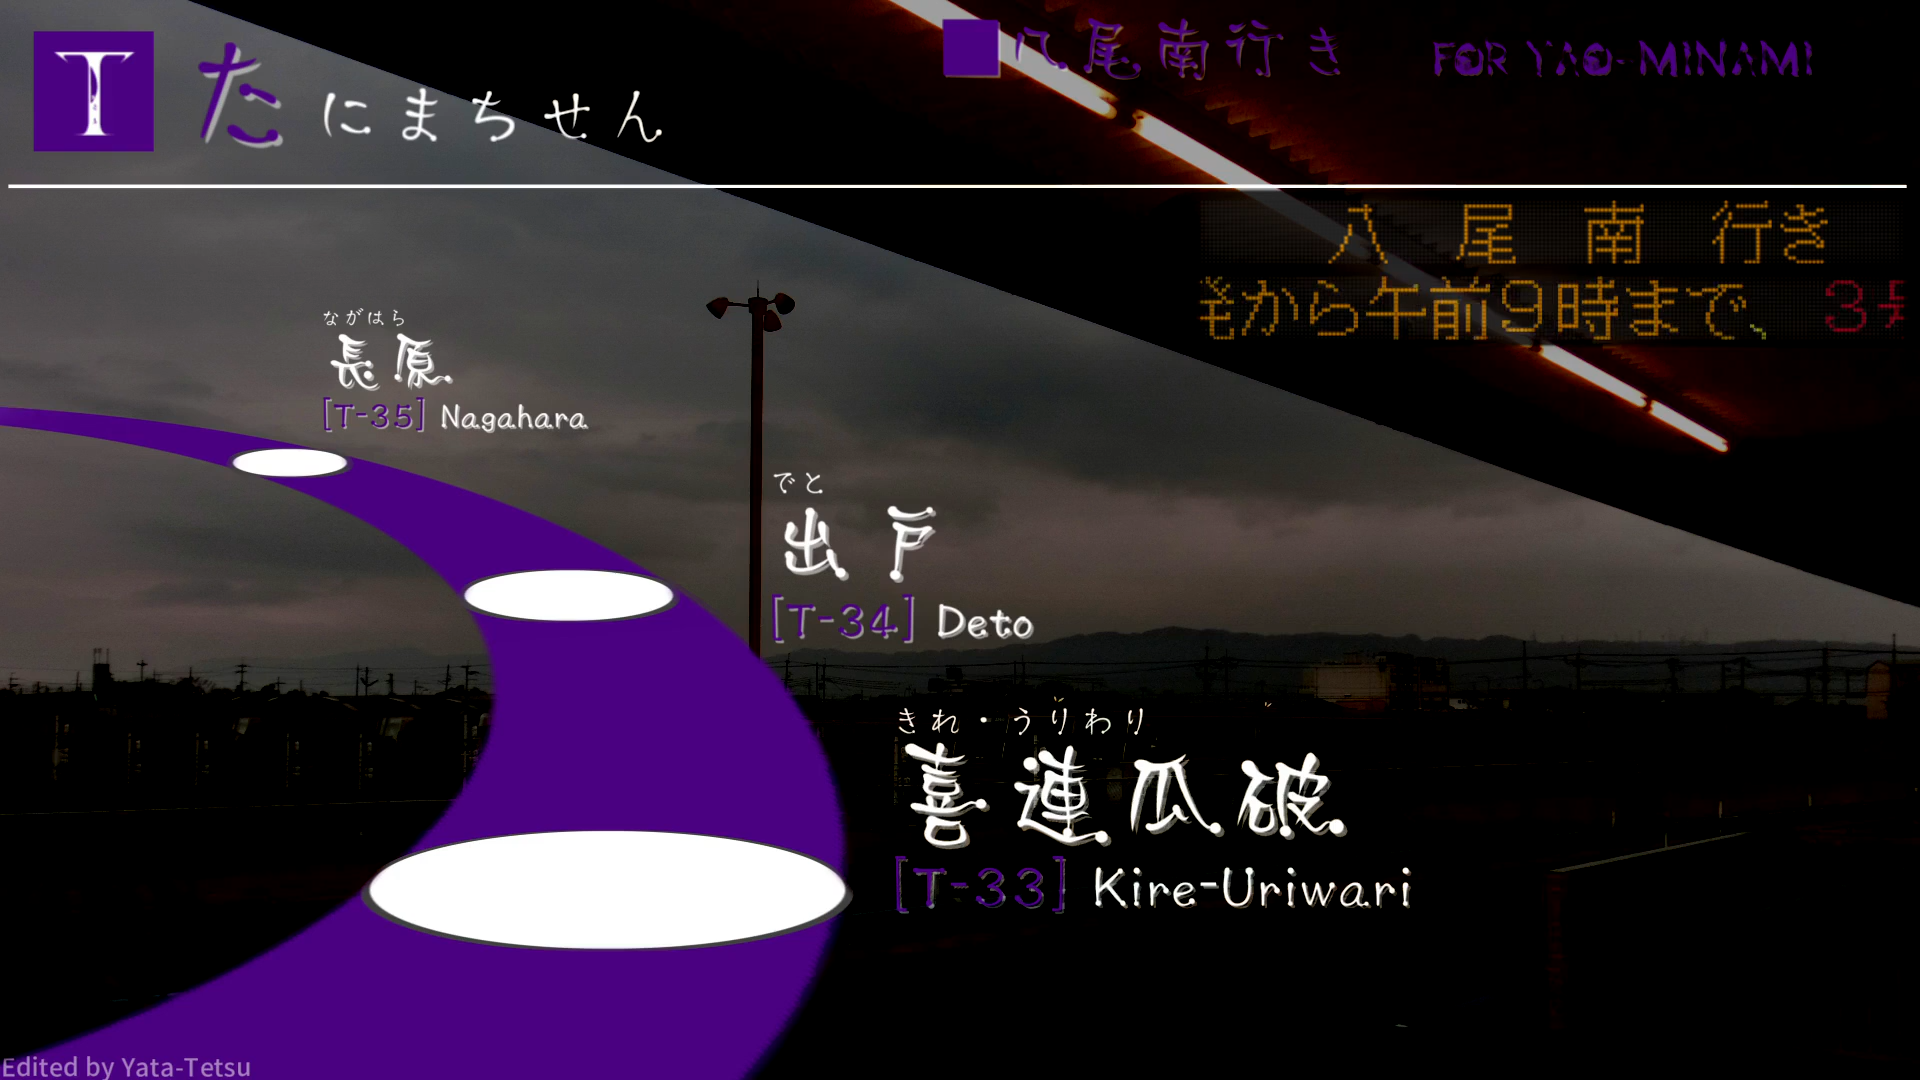 T たにまちせん
八尾南行き FOR YAO-MINAMI
八尾南行き
から午前9時まで、 3
ながはら
長原
[T-35] Nagahara
でと
出戸
[T-34] Deto
きれ・うりわり
喜連瓜破
[T-33] Kire-Uriwari
Edited by Yata-Tetsu